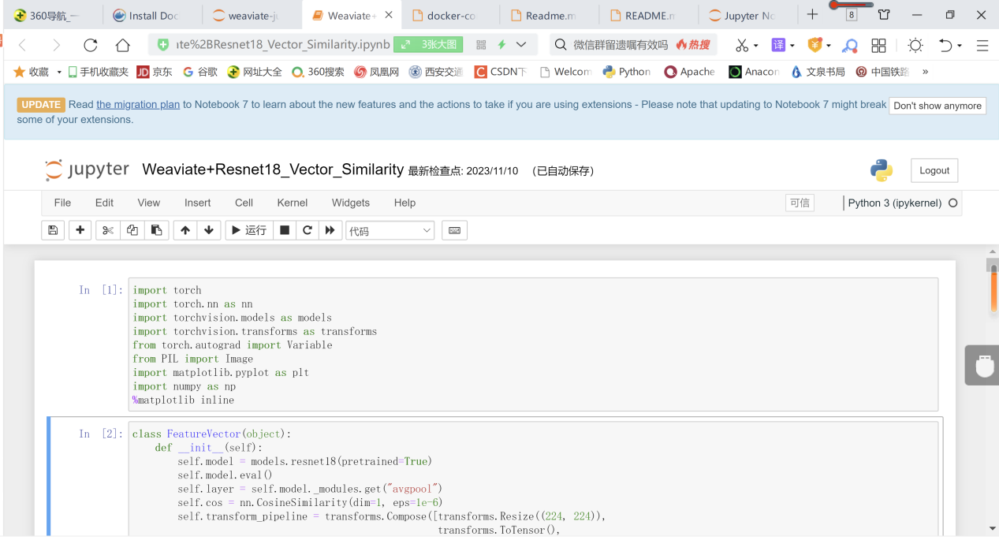 360导航_一 Install Doc weaviate-ju Weaviate+ docker-co Readme.m README.m Jupyter No 8
ate%2BResnet18_Vector_Similarity.ipynb 3张大图 微信群留遗嘱有效吗 热搜 译
收藏 手机收藏夹 JD 京东 谷歌 网址大全 360搜索 凤凰网 西安交通 CSDN下 Welcom Python Apache Anacon 文泉书局 中国铁路 »
UPDATE Read the migration plan to Notebook 7 to learn about the new features and the actions to take if you are using extensions - Please note that updating to Notebook 7 might break Don't show anymore
some of your extensions.
jupyter Weaviate+Resnet18_Vector_Similarity 最新检查点: 2023/11/10 (已自动保存) Logout
File Edit View Insert Cell Kernel Widgets Help 可信 Python 3 (ipykernel)
运行 代码
In [1]: import torch
import torch.nn as nn
import torchvision.models as models
import torchvision.transforms as transforms
from torch.autograd import Variable
from PIL import Image
import matplotlib.pyplot as plt
import numpy as np
%matplotlib inline
In [2]: class FeatureVector(object):
def __init__(self):
self.model = models.resnet18(pretrained=True)
self.model.eval()
self.layer = self.model._modules.get("avgpool")
self.cos = nn.CosineSimilarity(dim=1, eps=1e-6)
self.transform_pipeline = transforms.Compose([transforms.Resize((224, 224)),
transforms.ToTensor(),